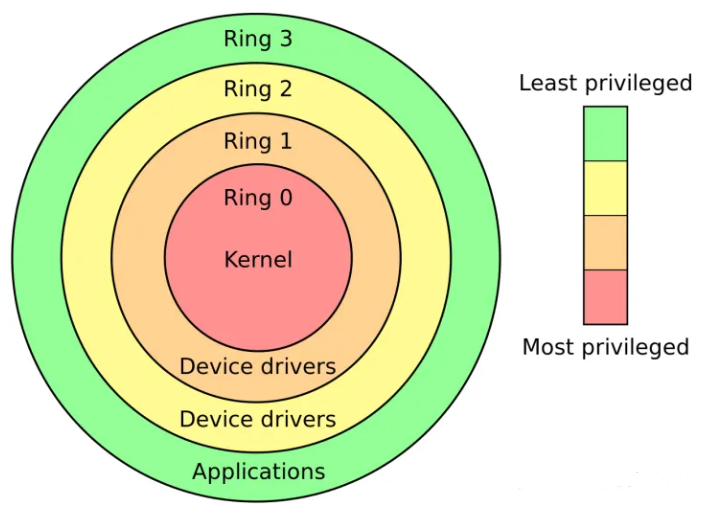 Ring 3
Ring 2
Ring 1
Ring 0
Kernel
Device drivers
Device drivers
Applications
Least privileged
Most privileged